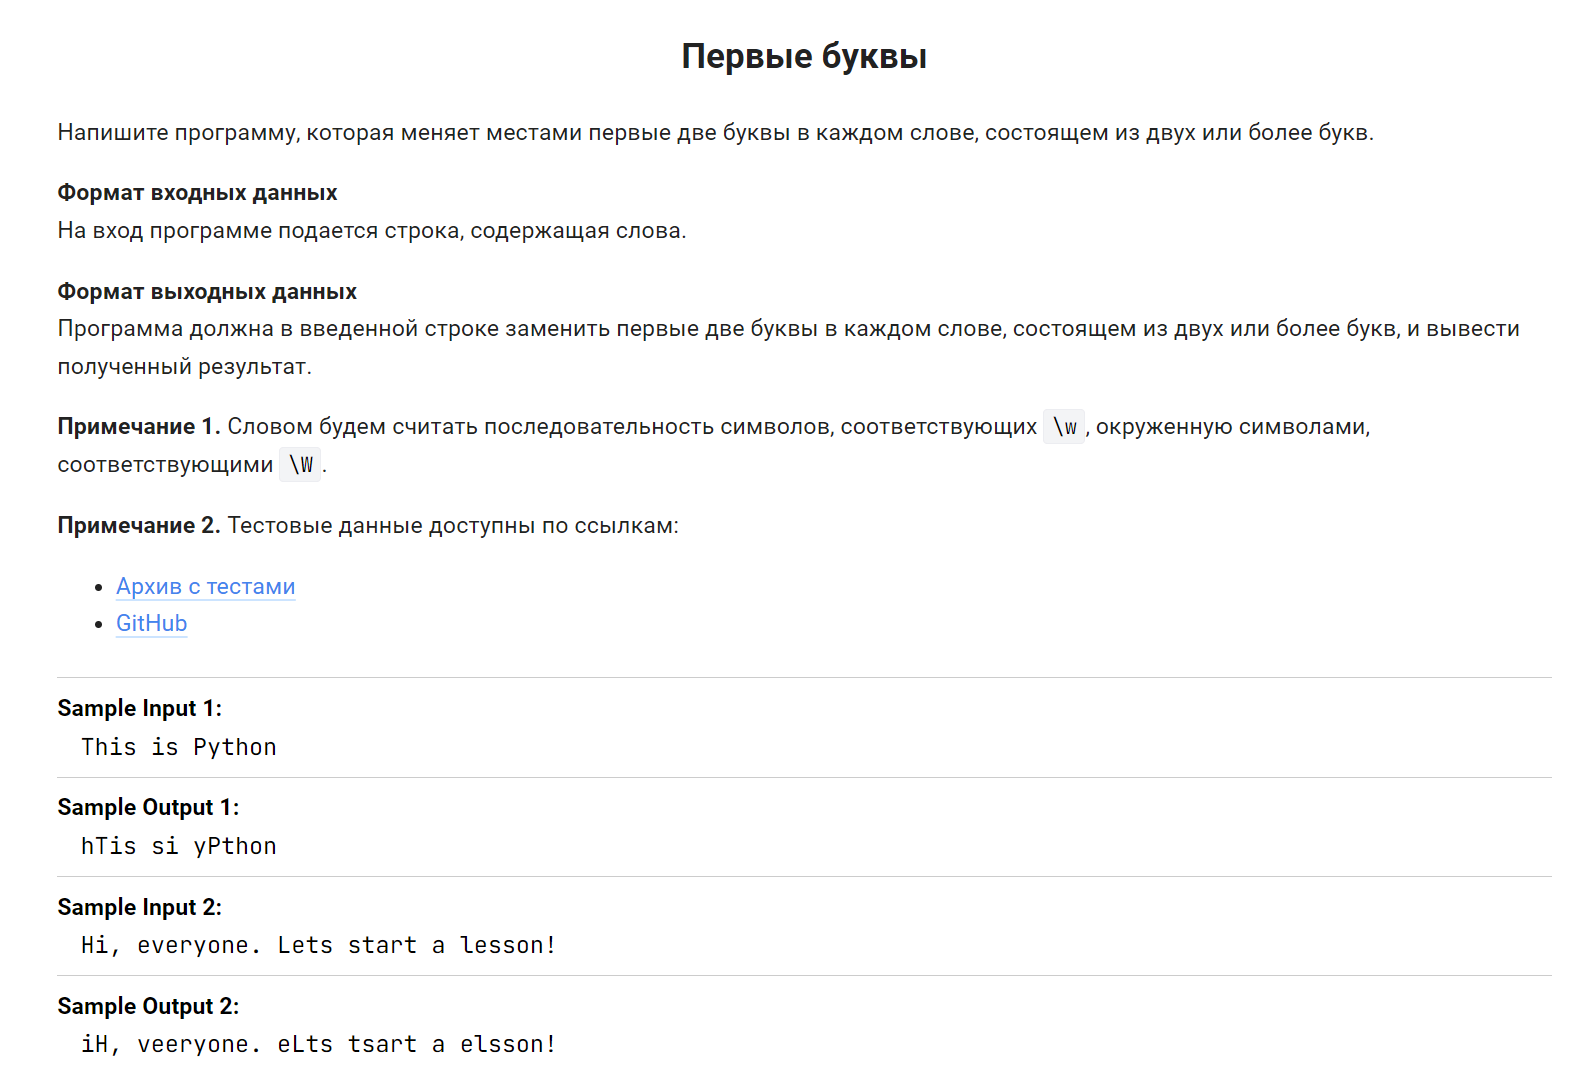 Первые буквы
Напишите программу, которая меняет местами первые две буквы в каждом слове, состоящем из двух или более букв.
Формат входных данных
На вход программе подается строка, содержащая слова.
Формат выходных данных
Программа должна в введенной строке заменить первые две буквы в каждом слове, состоящем из двух или более букв, и вывести
полученный результат.
Примечание 1. Словом будем считать последовательность символов, соответствующих \w, окруженную символами,
соответствующими \W.
Примечание 2. Тестовые данные доступны по ссылкам:
• Архив с тестами
• GitHub
Sample Input 1:
This is Python
Sample Output 1:
hTis si yPthon
Sample Input 2:
Hi, everyone. Lets start a lesson!
Sample Output 2:
iH, veeryone. eLts tsart a elsson!